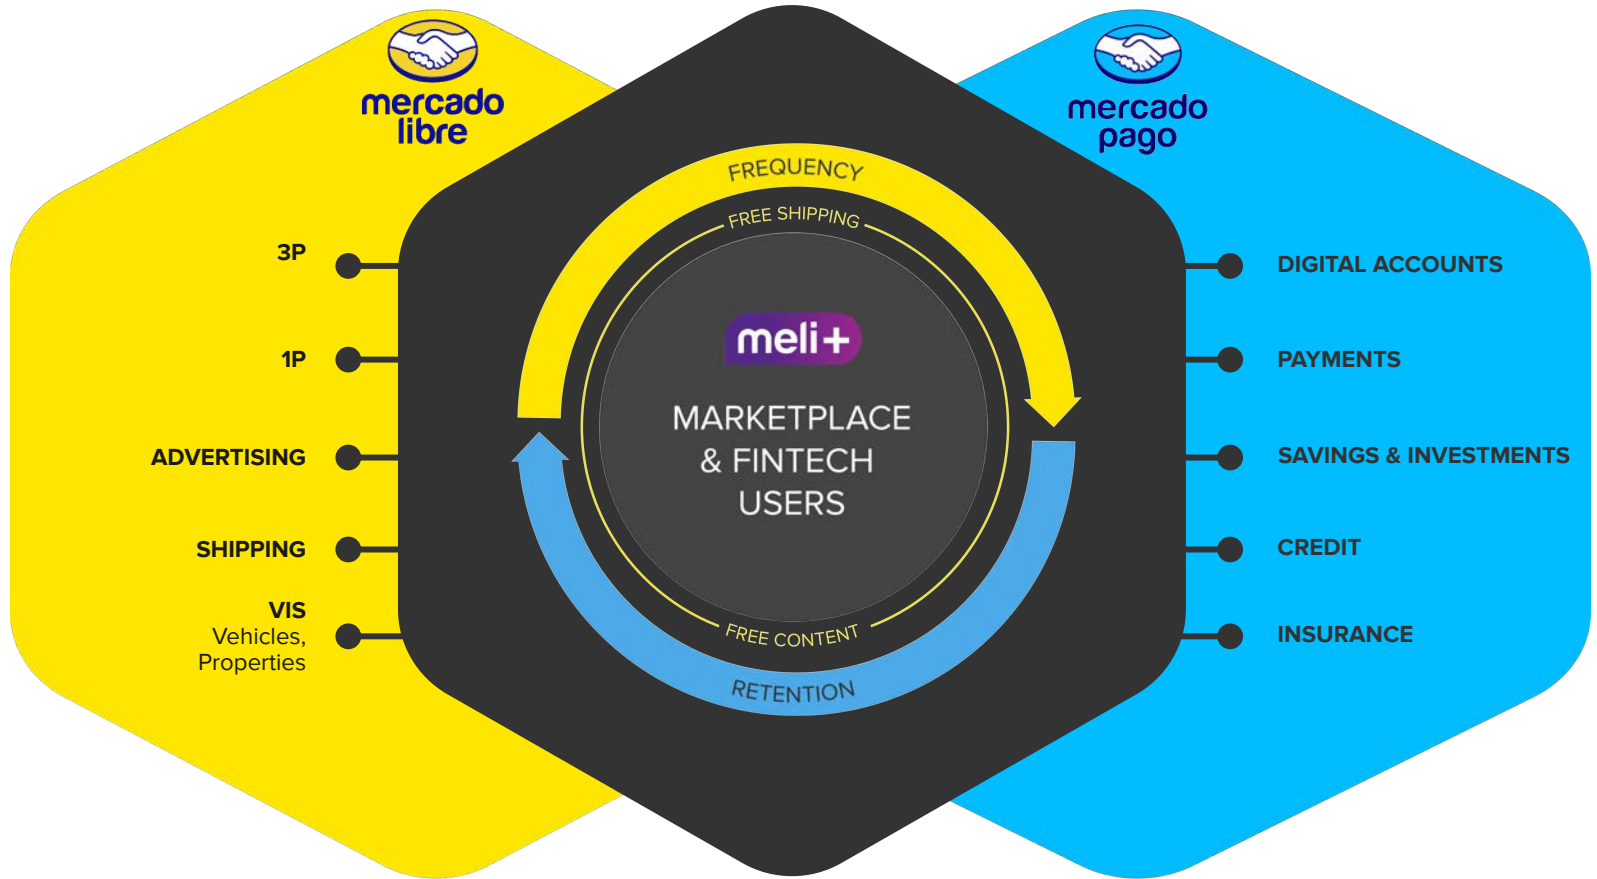 mercado
libre
3P
1P
ADVERTISING
SHIPPING
VIS
Vehicles,
Properties
FREQUENCY
FREE SHIPPING
meli+
MARKETPLACE
& FINTECH
USERS
FREE CONTENT
RETENTION
mercado
pago
DIGITAL ACCOUNTS
PAYMENTS
SAVINGS & INVESTMENTS
CREDIT
INSURANCE